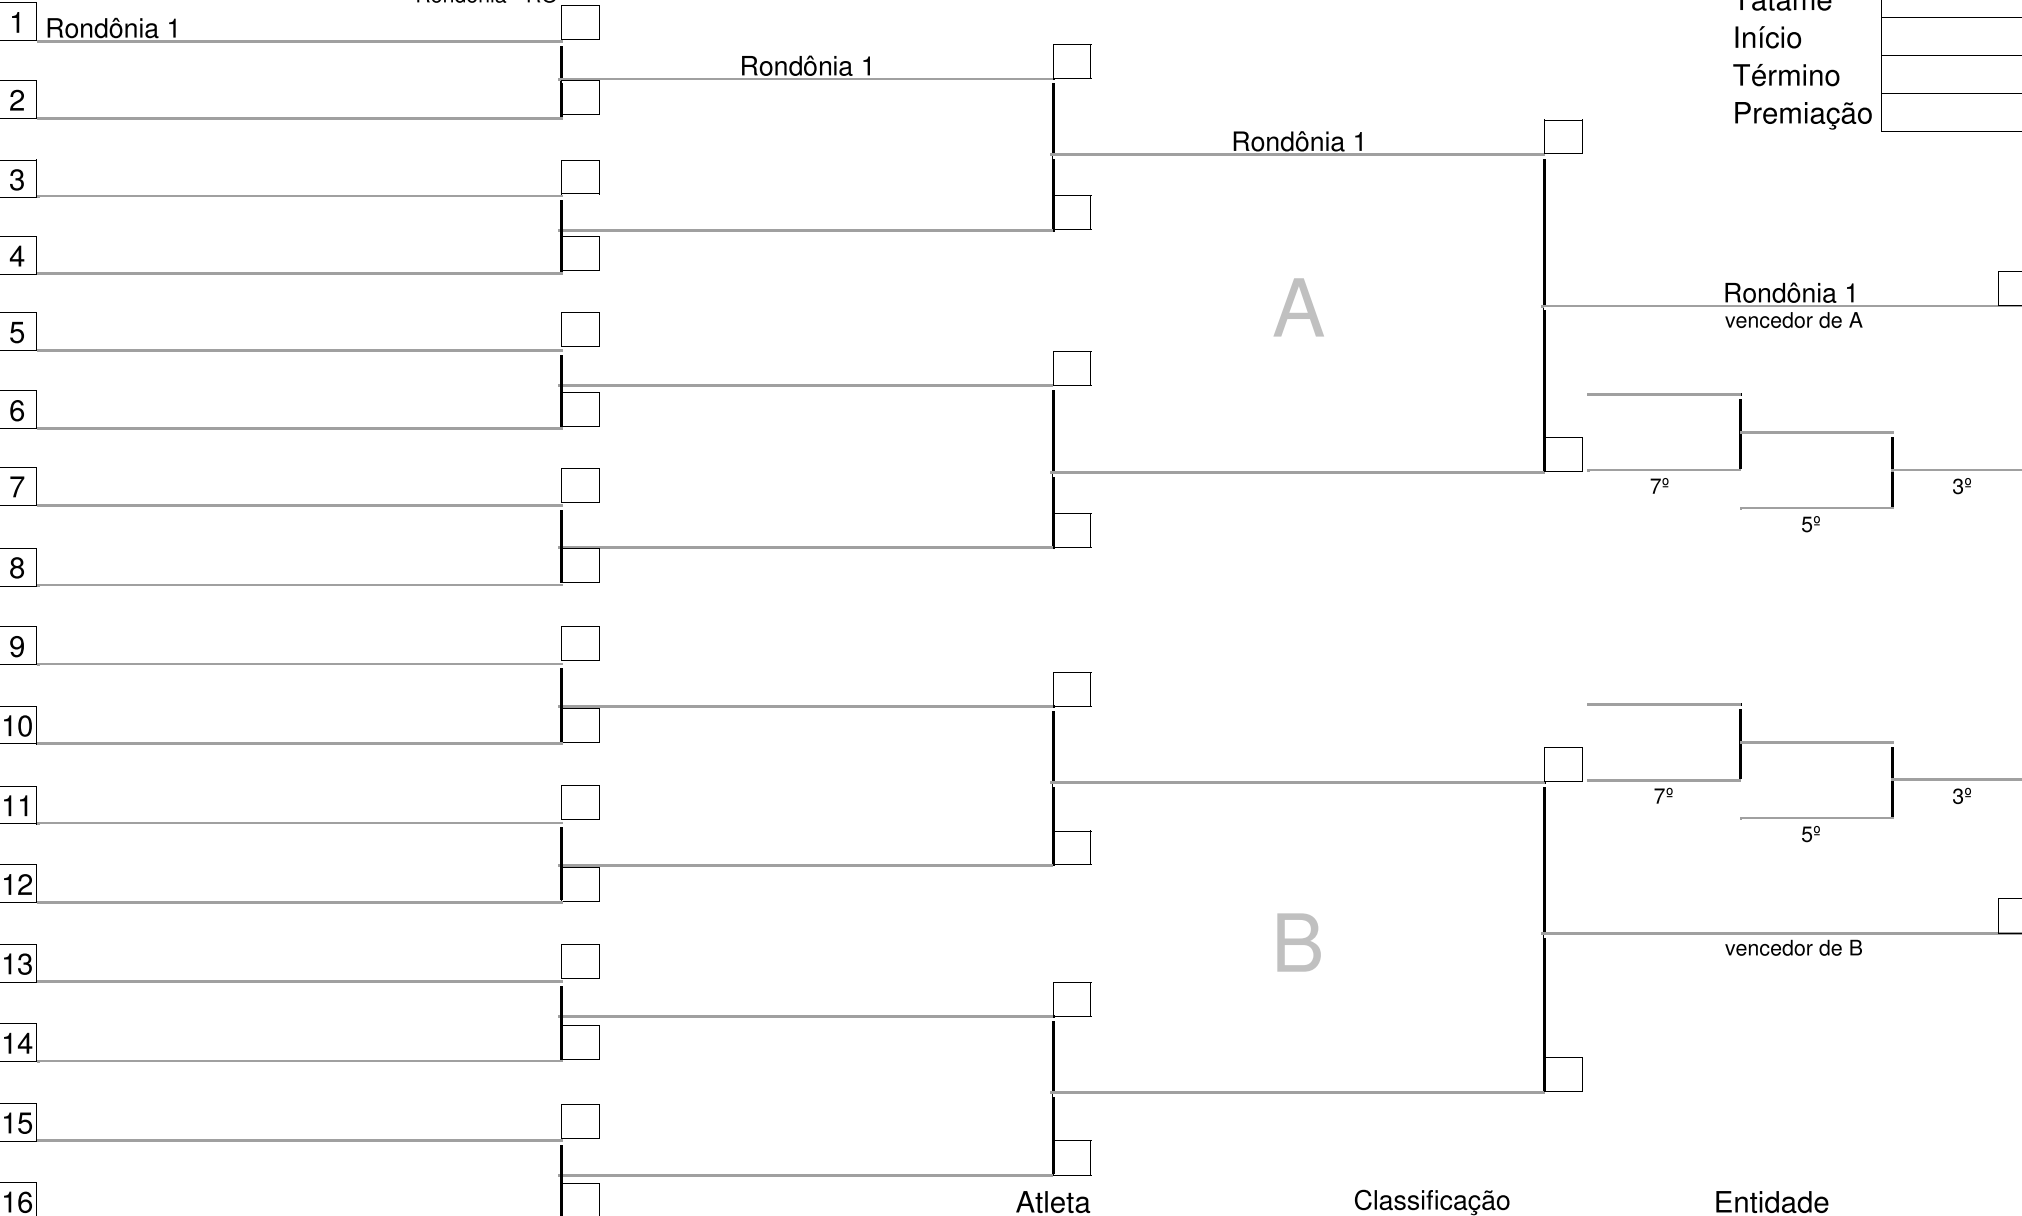 Rondônia - RO
Tatame
1 Rondônia 1
Início
Rondônia 1
Término
2
Premiação
Rondônia 1
3
4
A
Rondônia 1
vencedor de A
5
6
7
7º
3º
5º
8
9
10
11
7º
3º
5º
12
B
vencedor de B
13
14
15
16
Atleta
Classificação
Entidade